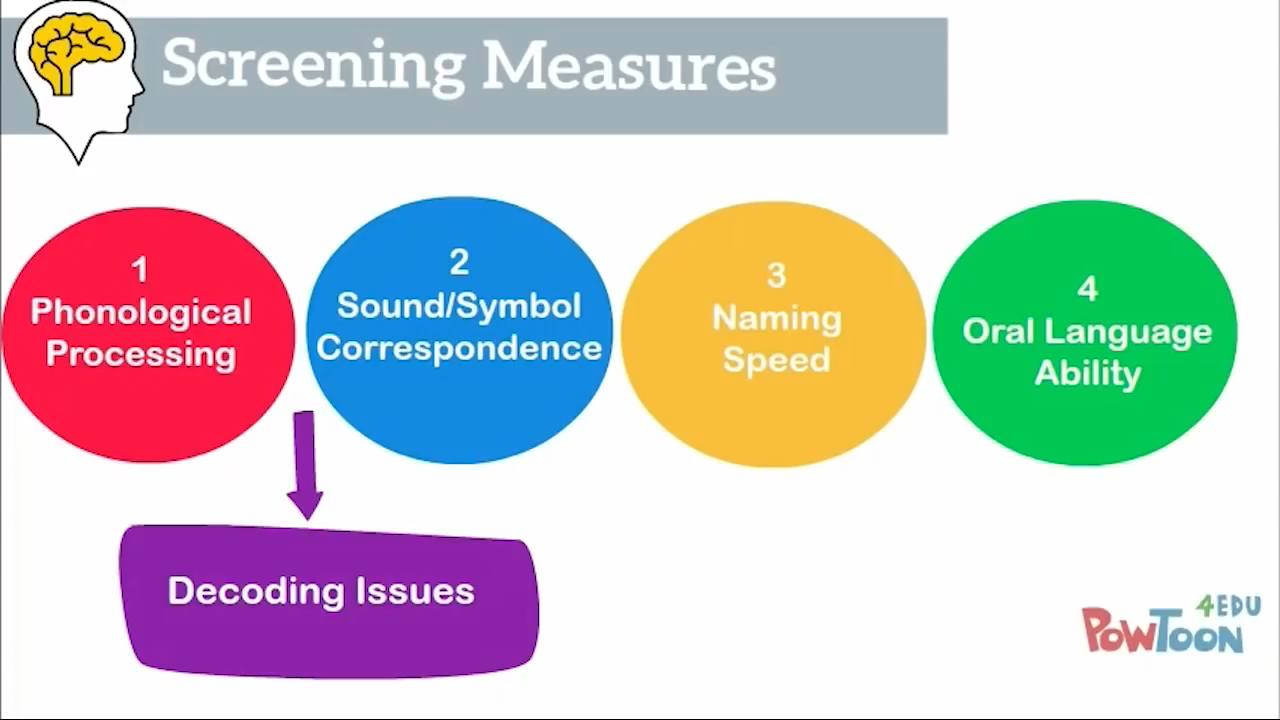 Screening Measures
1
Phonological
Processing
2
Sound/Symbol
Correspondence
3
Naming
Speed
4
Oral Language
Ability
Decoding Issues
4EDU
POWTOON